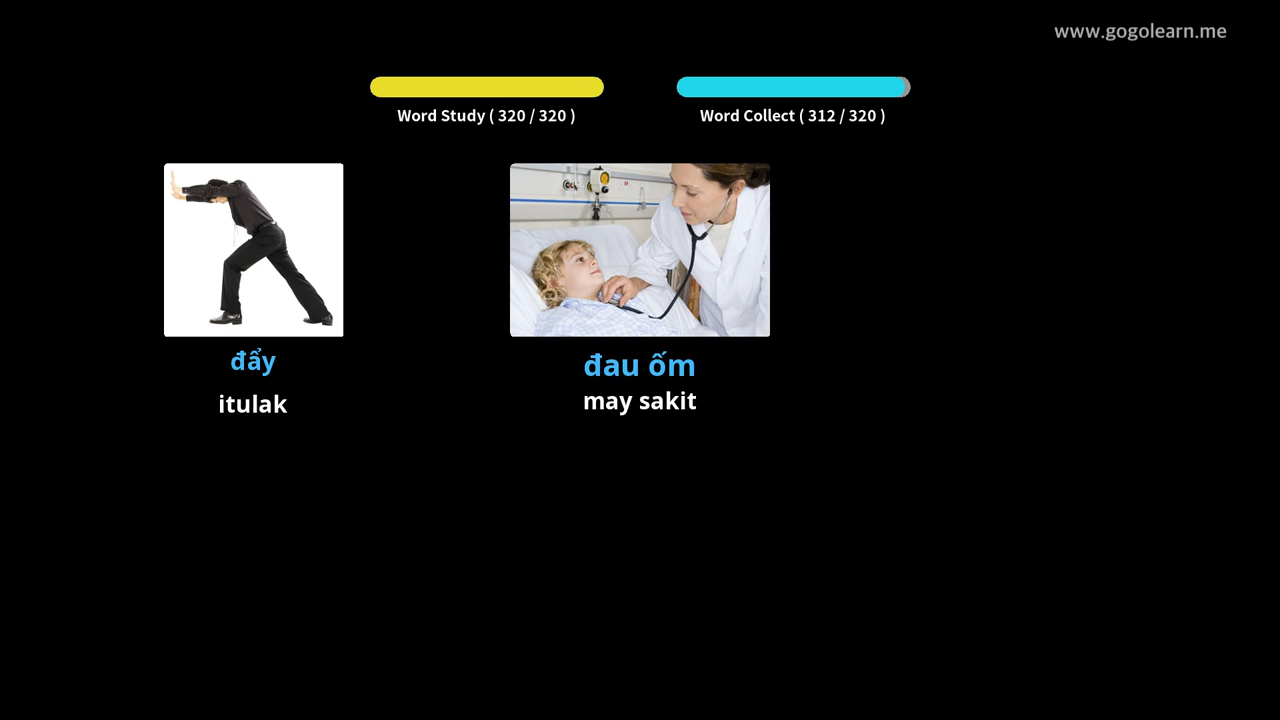 www.gogolearn.me
Word Study ( 320 / 320 )
Word Collect ( 312 / 320 )
đẩy
itulak
đau ốm
may sakit